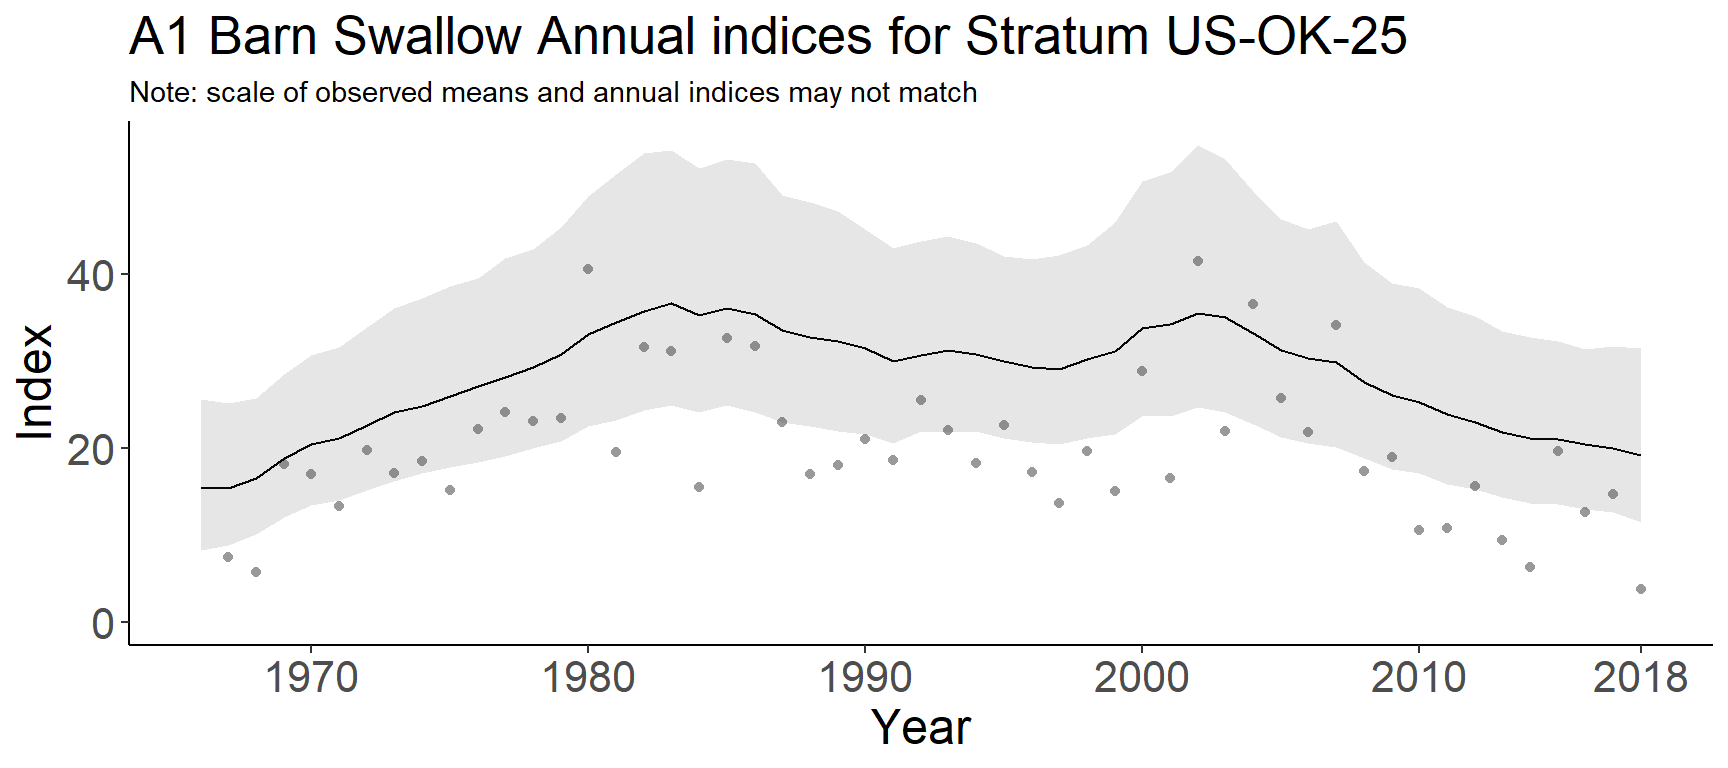 A1 Barn Swallow Annual indices for Stratum US-OK-25
Note: scale of observed means and annual indices may not match
Index
40
20
0
1970 1980 1990 2000 2010 2018
Year